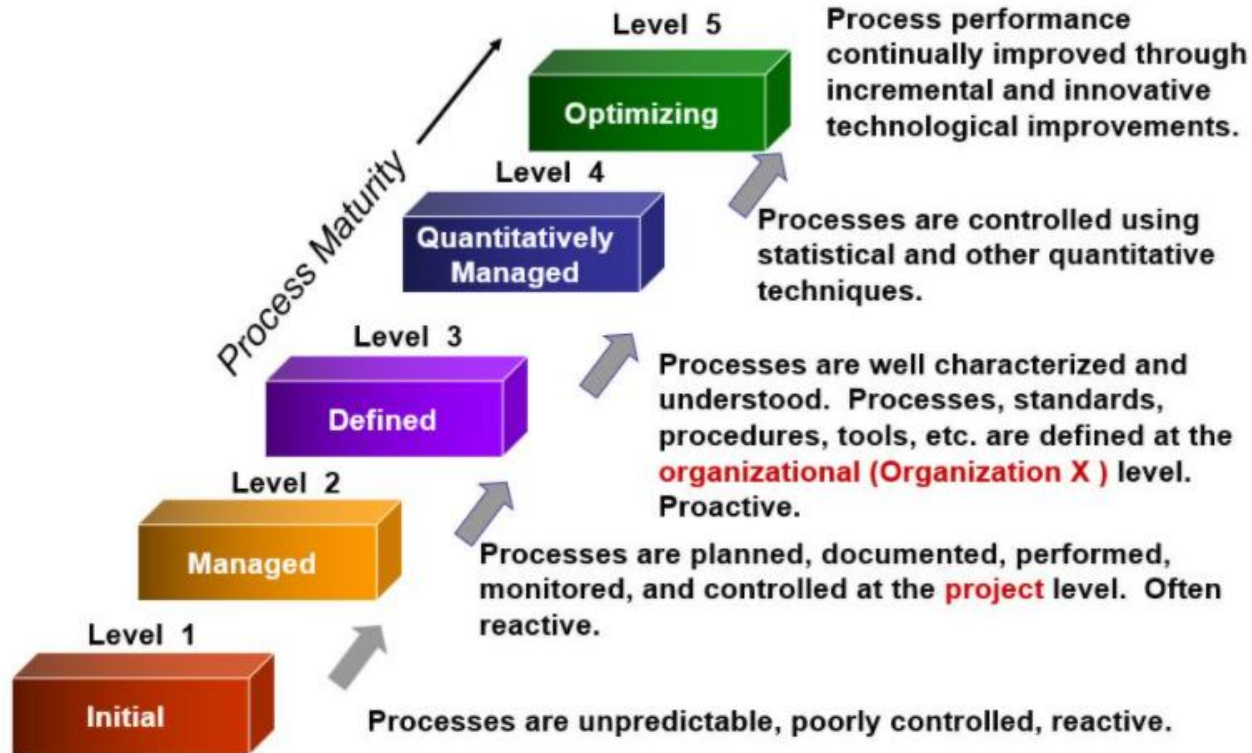 Level 5
Optimizing
Process performance
continually improved through
incremental and innovative
technological improvements.
Process Maturity
Level 4
Quantitatively
Managed
Processes are controlled using
statistical and other quantitative
techniques.
Level 3
Defined
Processes are well characterized and
understood. Processes, standards,
procedures, tools, etc. are defined at the
organizational (Organization X ) level.
Proactive.
Level 2
Managed
Processes are planned, documented, performed,
monitored, and controlled at the project level. Often
reactive.
Level 1
Initial
Processes are unpredictable, poorly controlled, reactive.